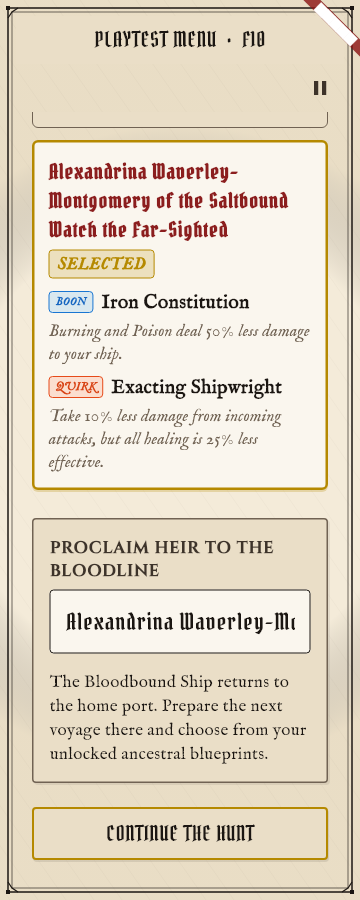 PLAYTEST MENU · F10
Alexandrina Waverley-
Montgomery of the Saltbound
Watch the Far-Sighted
SELECTED
BOON Iron Constitution
Burning and Poison deal 50% less damage
to your ship.
QUIRK Exacting Shipwright
Take 10% less damage from incoming
attacks, but all healing is 25% less
effective.
PROCLAIM HEIR TO THE
BLOODLINE
Alexandrina Waverley-Mo
The Bloodbound Ship returns to
the home port. Prepare the next
voyage there and choose from your
unlocked ancestral blueprints.
CONTINUE THE HUNT